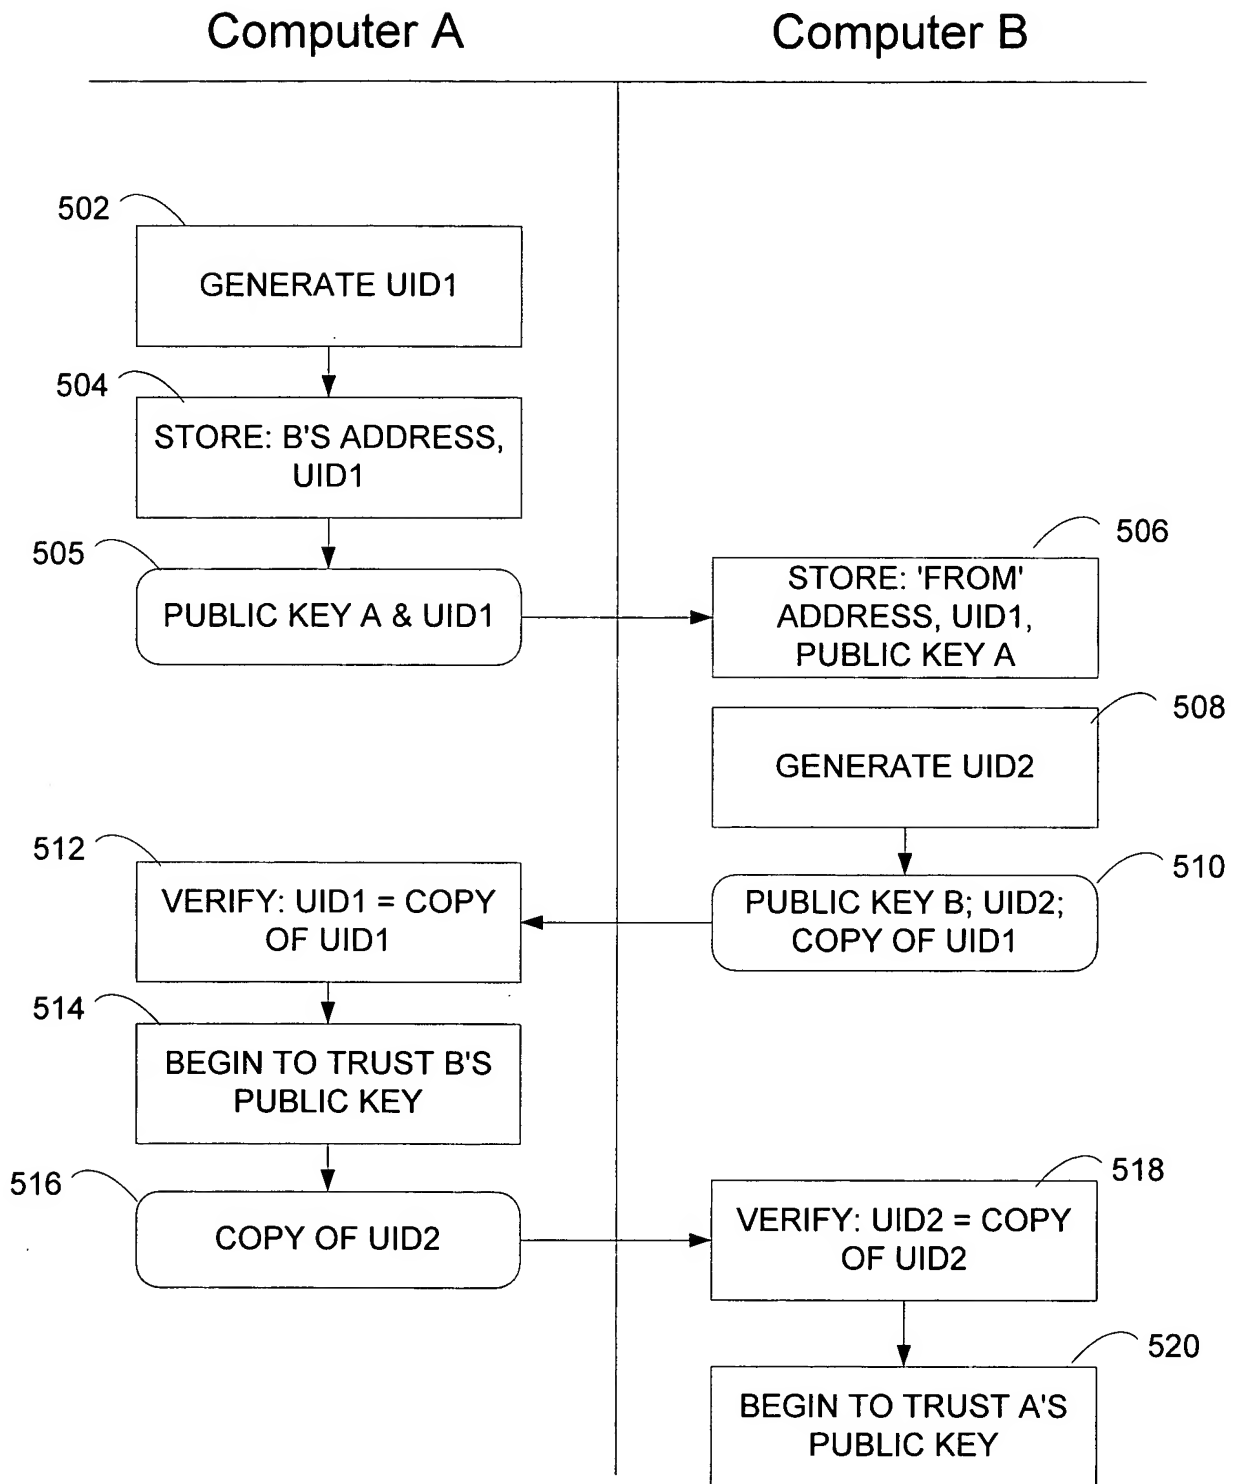 Computer A
Computer B
502
GENERATE UID1
504
STORE: B'S ADDRESS,
UID1
505
PUBLIC KEY A & UID1
506
STORE: 'FROM'
ADDRESS, UID1,
PUBLIC KEY A
508
GENERATE UID2
510
PUBLIC KEY B; UID2;
COPY OF UID1
512
VERIFY: UID1 = COPY
OF UID1
514
BEGIN TO TRUST B'S
PUBLIC KEY
516
COPY OF UID2
518
VERIFY: UID2 = COPY
OF UID2
520
BEGIN TO TRUST A'S
PUBLIC KEY